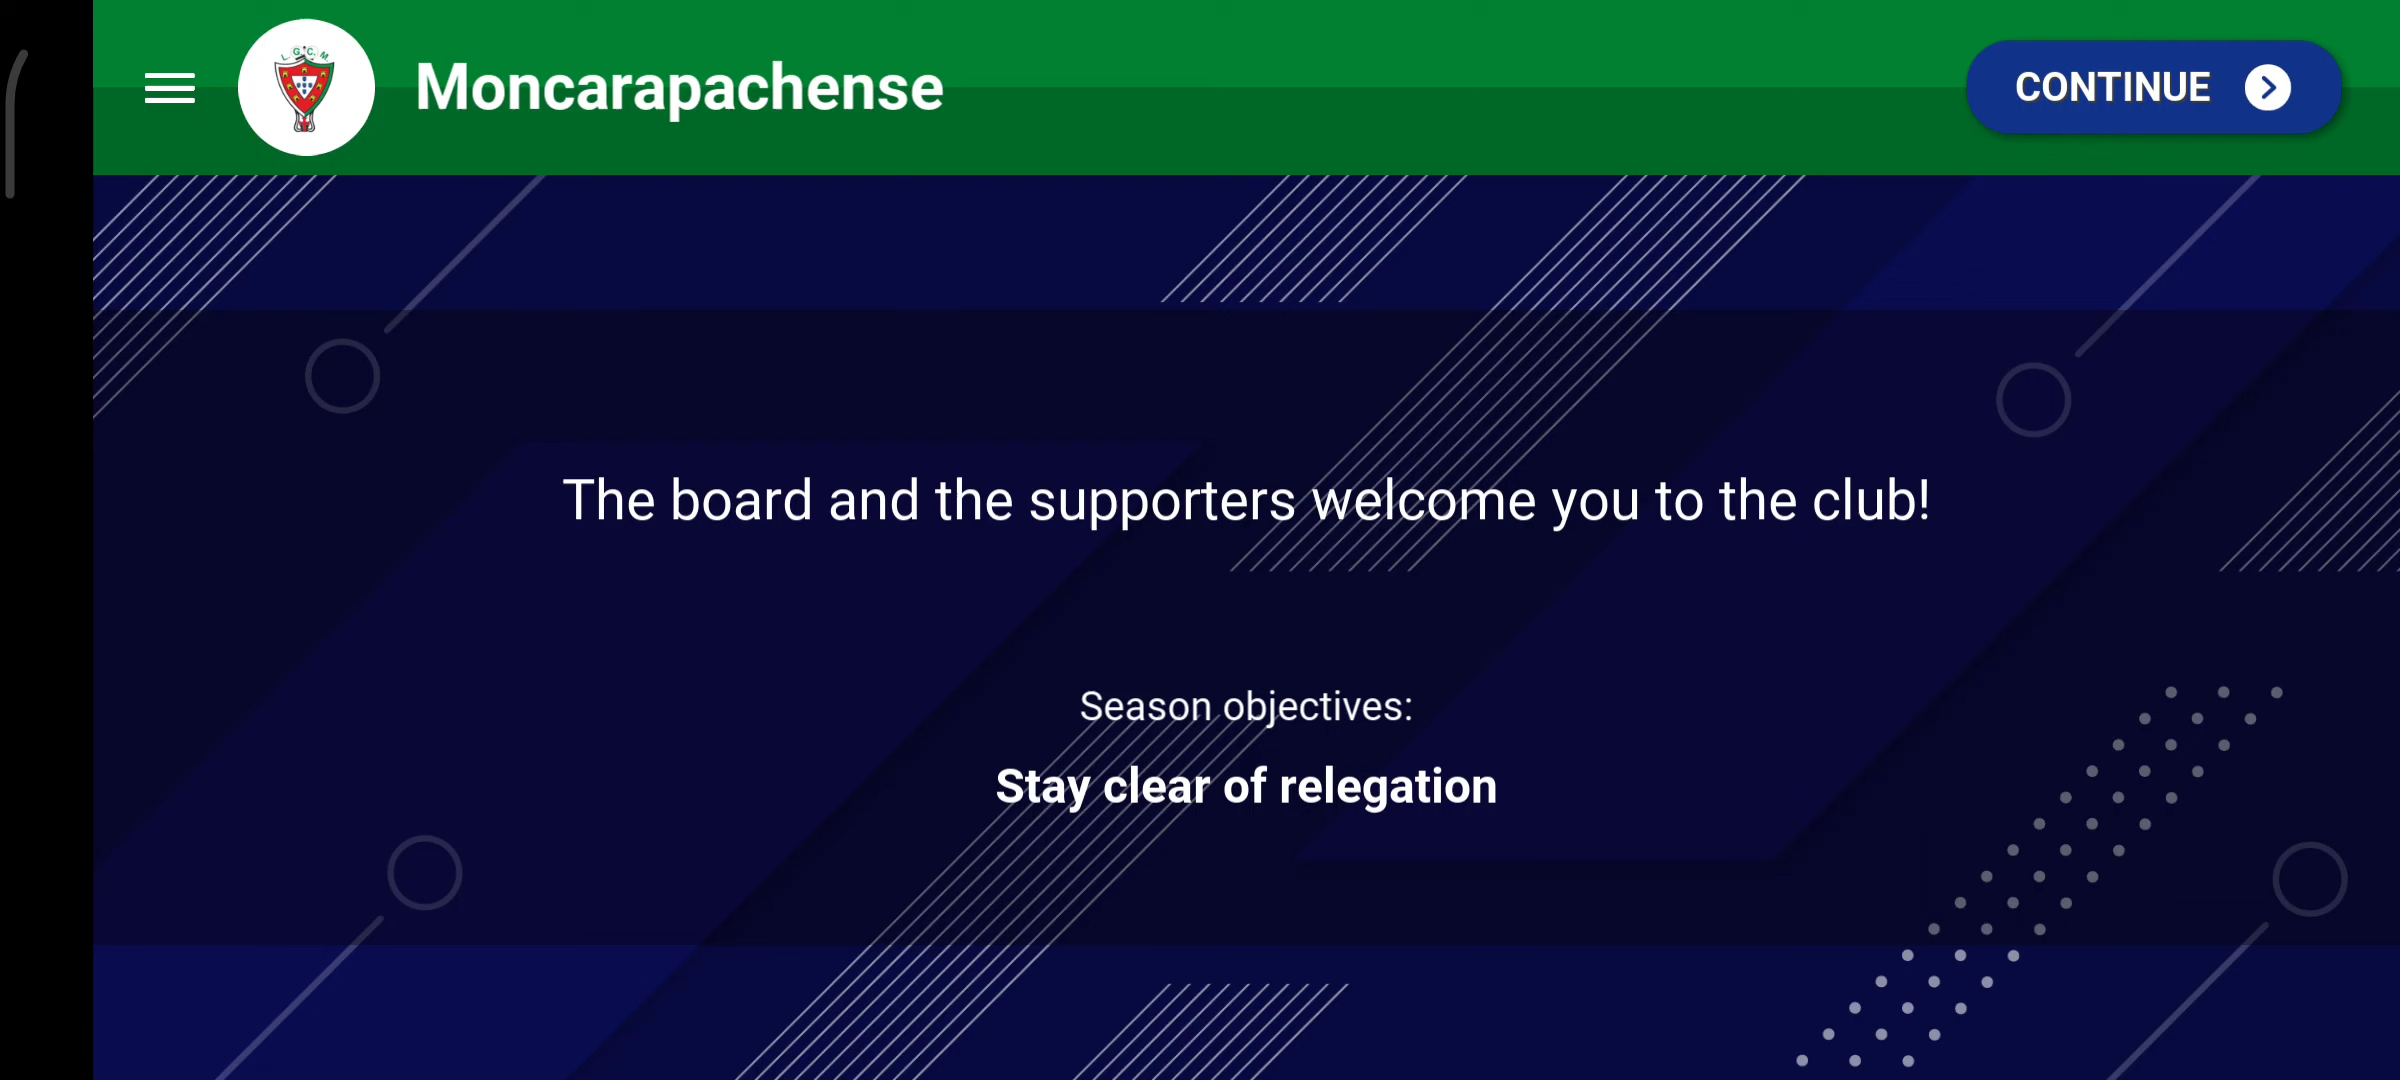 L. G. C. M.
Moncarapachense
CONTINUE
The board and the supporters welcome you to the club!
Season objectives:
Stay clear of relegation